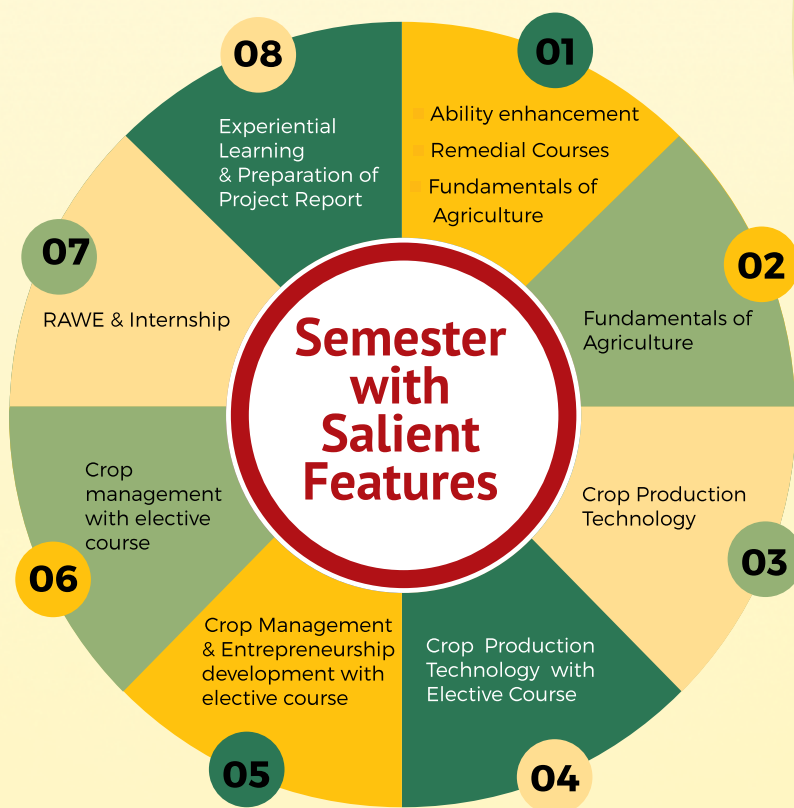 Semester
with
Salient
Features
01
Ability enhancement
Remedial Courses
Fundamentals of
Agriculture
02
Fundamentals of
Agriculture
03
Crop Production
Technology
04
Crop Production
Technology with
Elective Course
05
Crop Management
& Entrepreneurship
development with
elective course
06
Crop
management
with elective
course
07
RAWE & Internship
08
Experiential
Learning
& Preparation of
Project Report